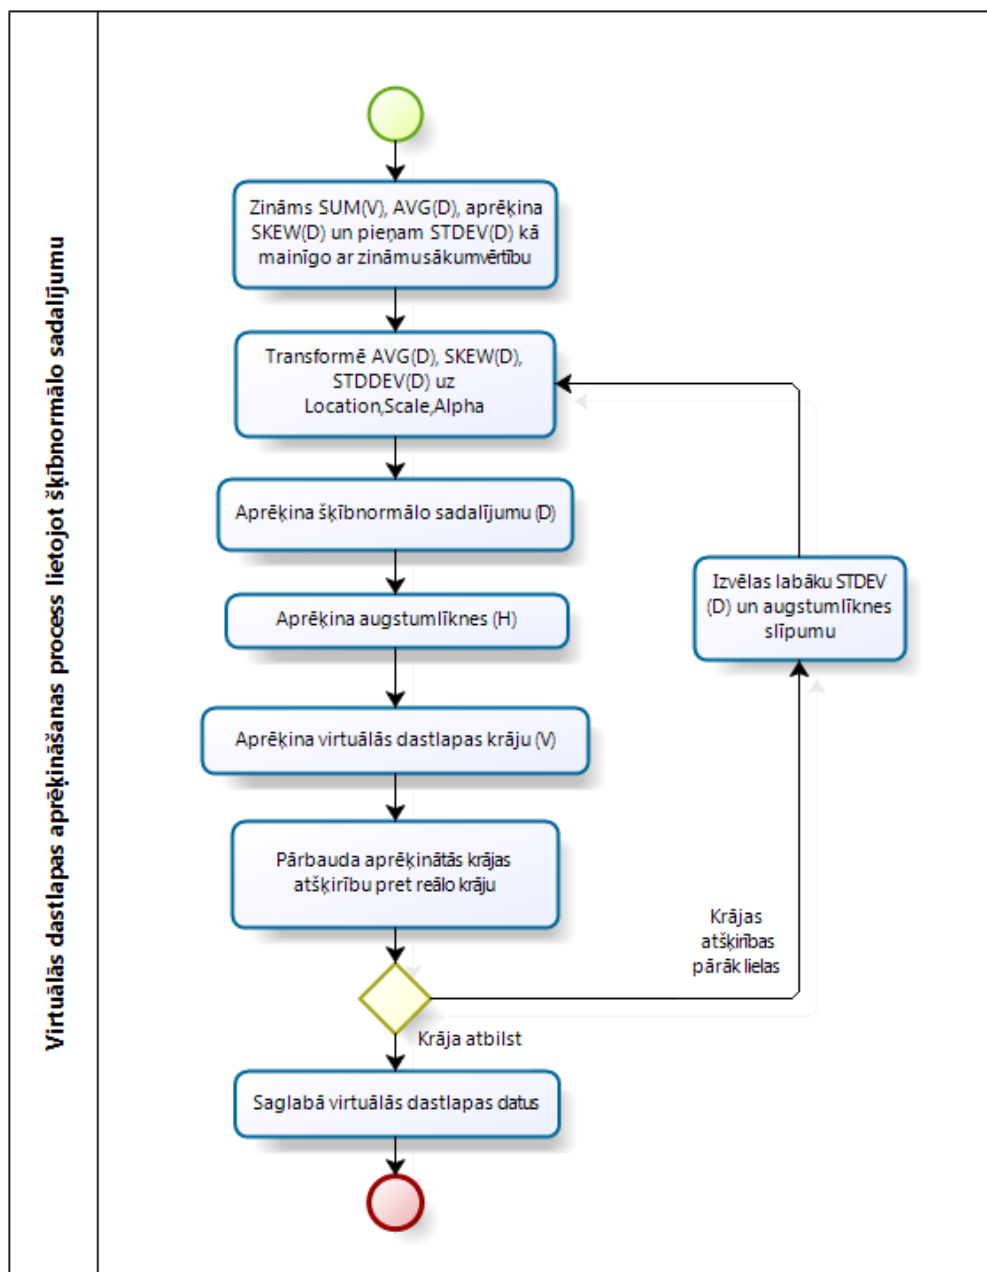 Virtuālās dastlapas aprēķināšanas process lietojot šķībnormālo sadalījumu
Zināms SUM(V), AVG(D), aprēķina
SKEW(D) un pieņam STDEV(D) kā
mainīgo ar zināmu sākumvērtību
Transformē AVG(D), SKEW(D),
STDDEV(D) uz
Location,Scale,Alpha
Aprēķina šķībnormālo sadalījumu (D)
Aprēķina augstumlīknes (H)
Izvēlas labāku STDEV
(D) un augstumlīknes
slīpumu
Aprēķina virtuālās dastlapas krāju (V)
Pārbauda aprēķinātās krājas
atšķirību pret reālo krāju
Krājas
atšķirības
pārāk lielas
Krāja atbilst
Saglabā virtuālās dastlapas datus